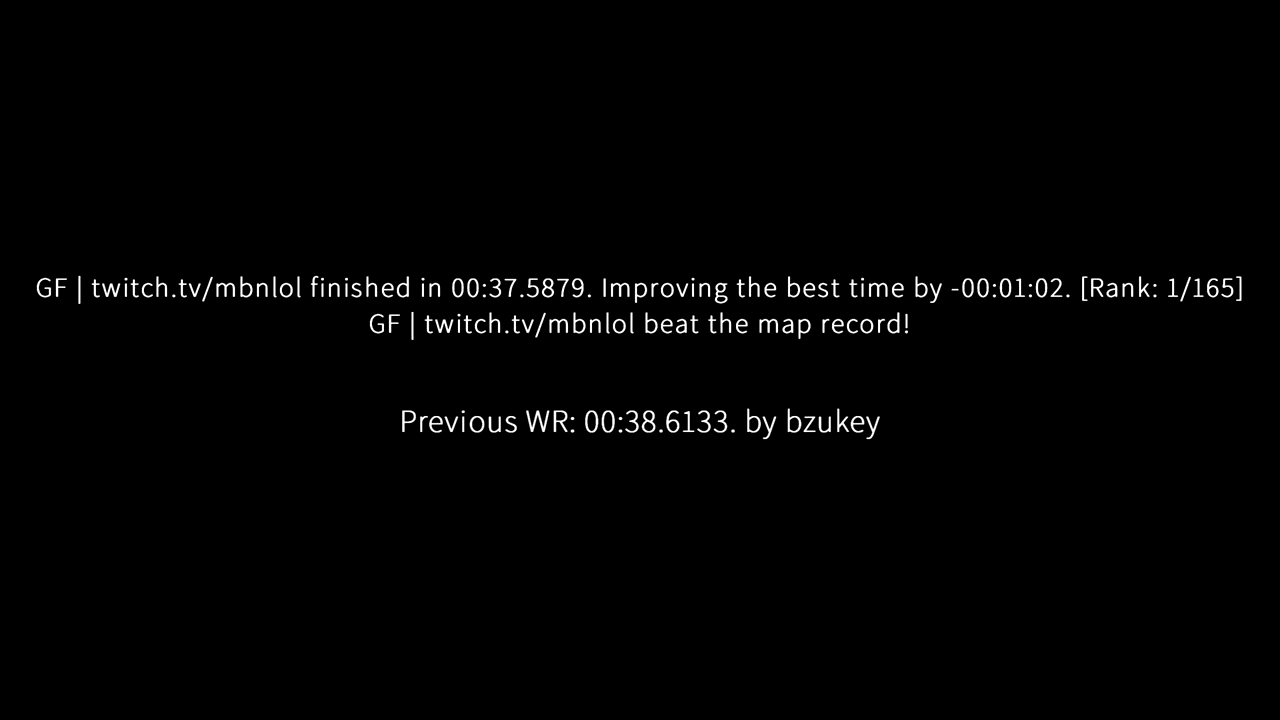 GF | twitch.tv/mbnlol finished in 00:37.5879. Improving the best time by -00:01:02. [Rank: 1/165]
GF | twitch.tv/mbnlol beat the map record!
Previous WR: 00:38.6133. by bzukey